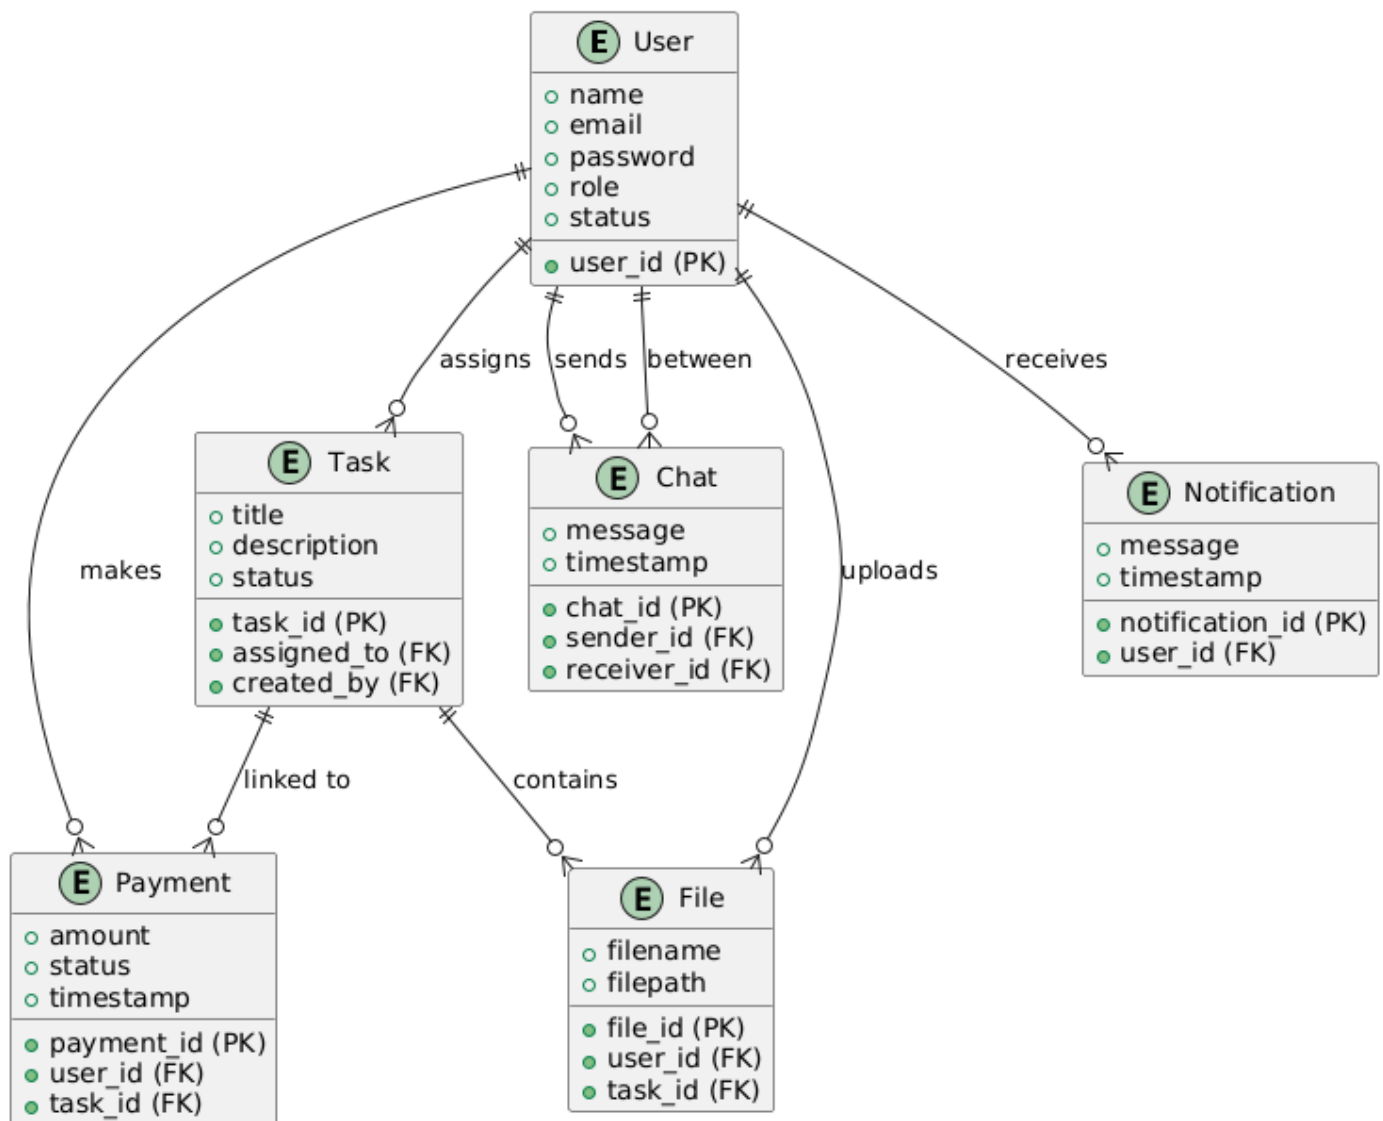 E User
name
email
password
role
status
user_id (PK)
assigns
sends
between
receives
E Task
title
description
status
task_id (PK)
assigned_to (FK)
created_by (FK)
E Chat
message
timestamp
chat_id (PK)
sender_id (FK)
receiver_id (FK)
E Notification
message
timestamp
notification_id (PK)
user_id (FK)
makes
uploads
linked to
contains
E Payment
amount
status
timestamp
payment_id (PK)
user_id (FK)
task_id (FK)
E File
filename
filepath
file_id (PK)
user_id (FK)
task_id (FK)